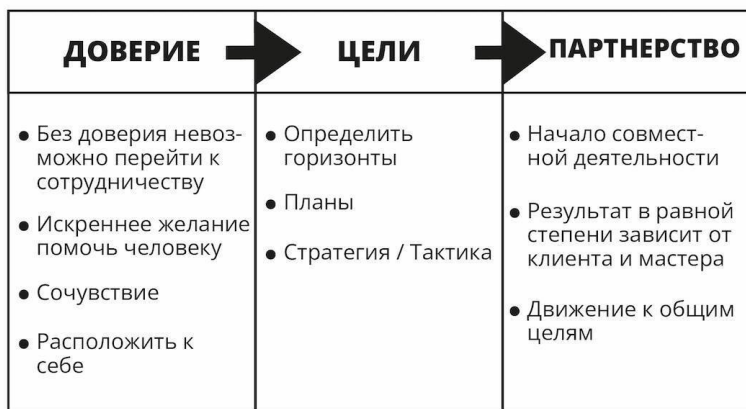 ДОВЕРИЕ
ЦЕЛИ
ПАРТНЕРСТВО
• Без доверия невоз-
можно перейти к
сотрудничеству
• Искреннее желание
помочь человеку
• Сочувствие
• Расположить к
себе
• Определить
горизонты
• Планы
• Стратегия / Тактика
• Начало совмест-
ной деятельности
• Результат в равной
степени зависит от
клиента и мастера
• Движение к общим
целям